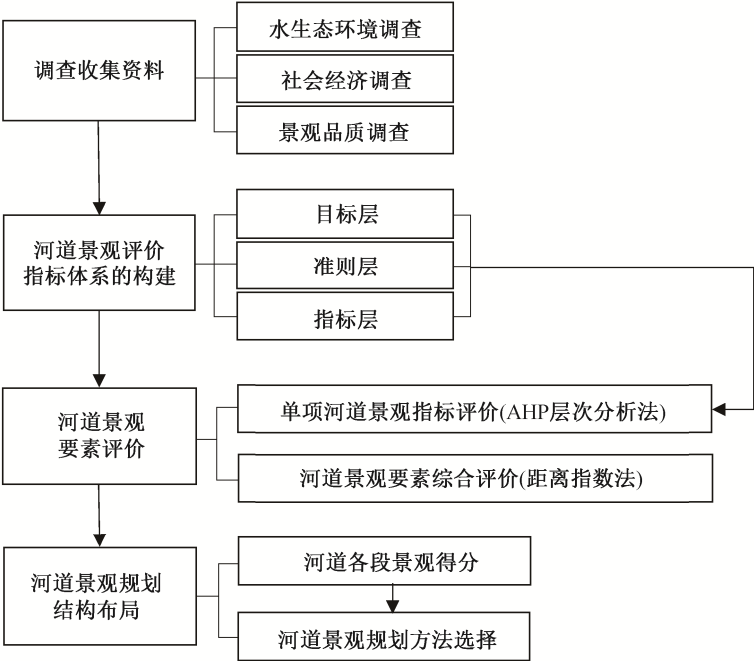 调查收集资料
水生态环境调查
社会经济调查
景观品质调查
河道景观评价
指标体系的构建
目标层
准则层
指标层
河道景观
要素评价
单项河道景观指标评价(AHP层次分析法)
河道景观要素综合评价(距离指数法)
河道景观规划
结构布局
河道各段景观得分
河道景观规划方法选择